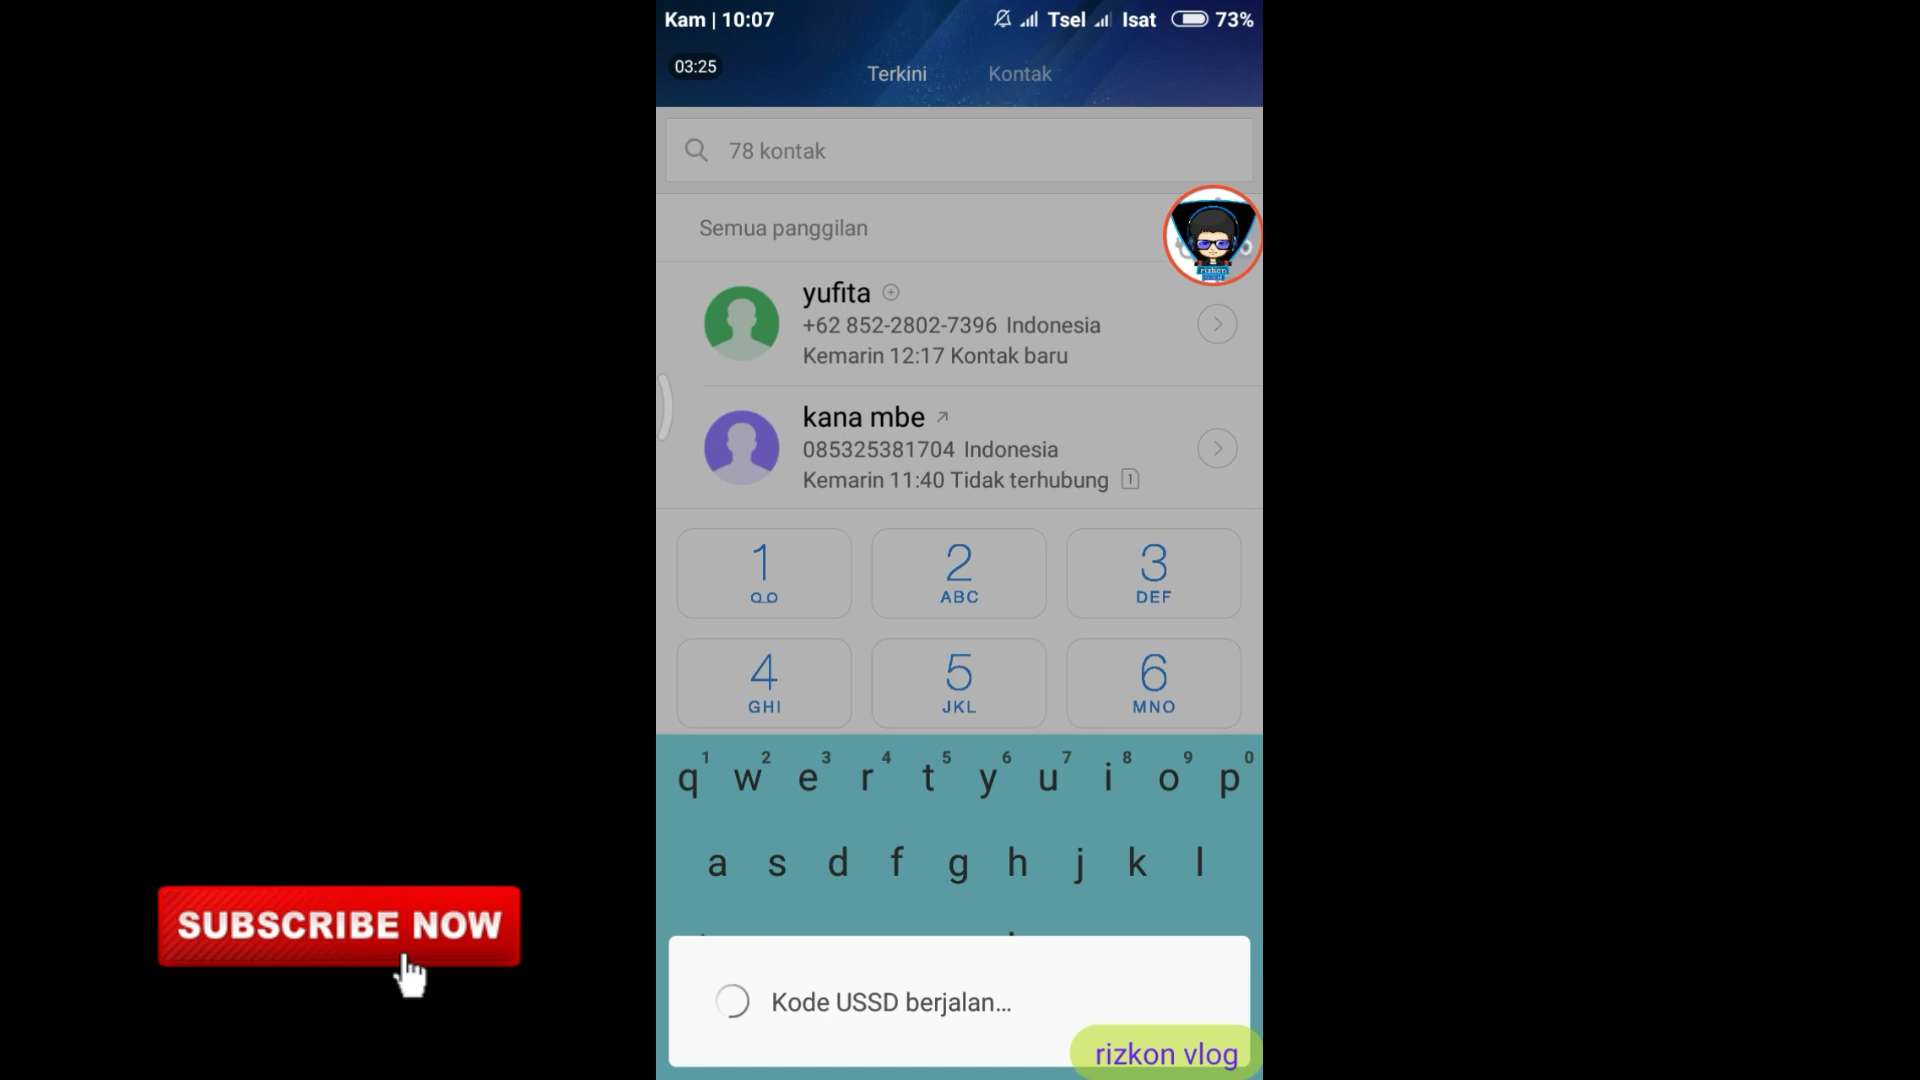 Kam | 10:07
Tsel Isat 73%
03:25
Terkini Kontak
78 kontak
Semua panggilan
rizkon
yufita
+62 852-2802-7396 Indonesia
Kemarin 12:17 Kontak baru
kana mbe
085325381704 Indonesia
Kemarin 11:40 Tidak terhubung 1
1 2 3
ABC DEF
4 5 6
GHI JKL MNO
1 2 3 4 5 6 7 8 9 0
q w e r t y u i o p
a s d f g h j k l
SUBSCRIBE NOW
Kode USSD berjalan...
rizkon vlog